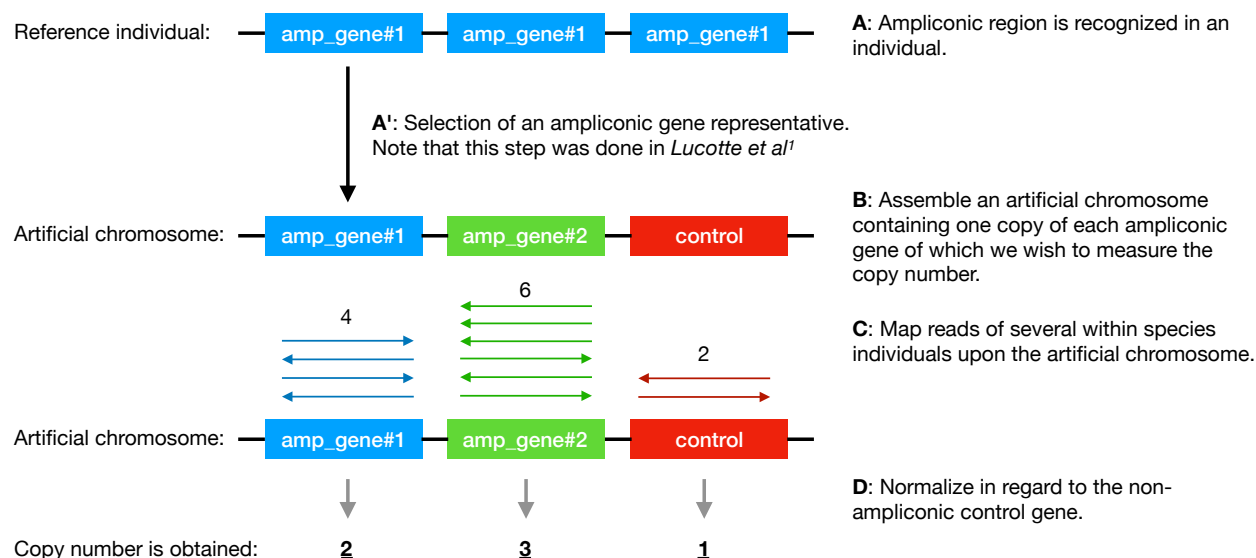 Reference individual:
amp_gene#1 amp_gene#1 amp_gene#1
A: Ampliconic region is recognized in an
individual.
A': Selection of an ampliconic gene representative.
Note that this step was done in Lucotte et al¹
Artificial chromosome:
amp_gene#1 amp_gene#2 control
B: Assemble an artificial chromosome
containing one copy of each ampliconic
gene of which we wish to measure the
copy number.
4 6 2
C: Map reads of several within species
individuals upon the artificial chromosome.
Artificial chromosome:
amp_gene#1 amp_gene#2 control
D: Normalize in regard to the non-
ampliconic control gene.
Copy number is obtained: 2 3 1